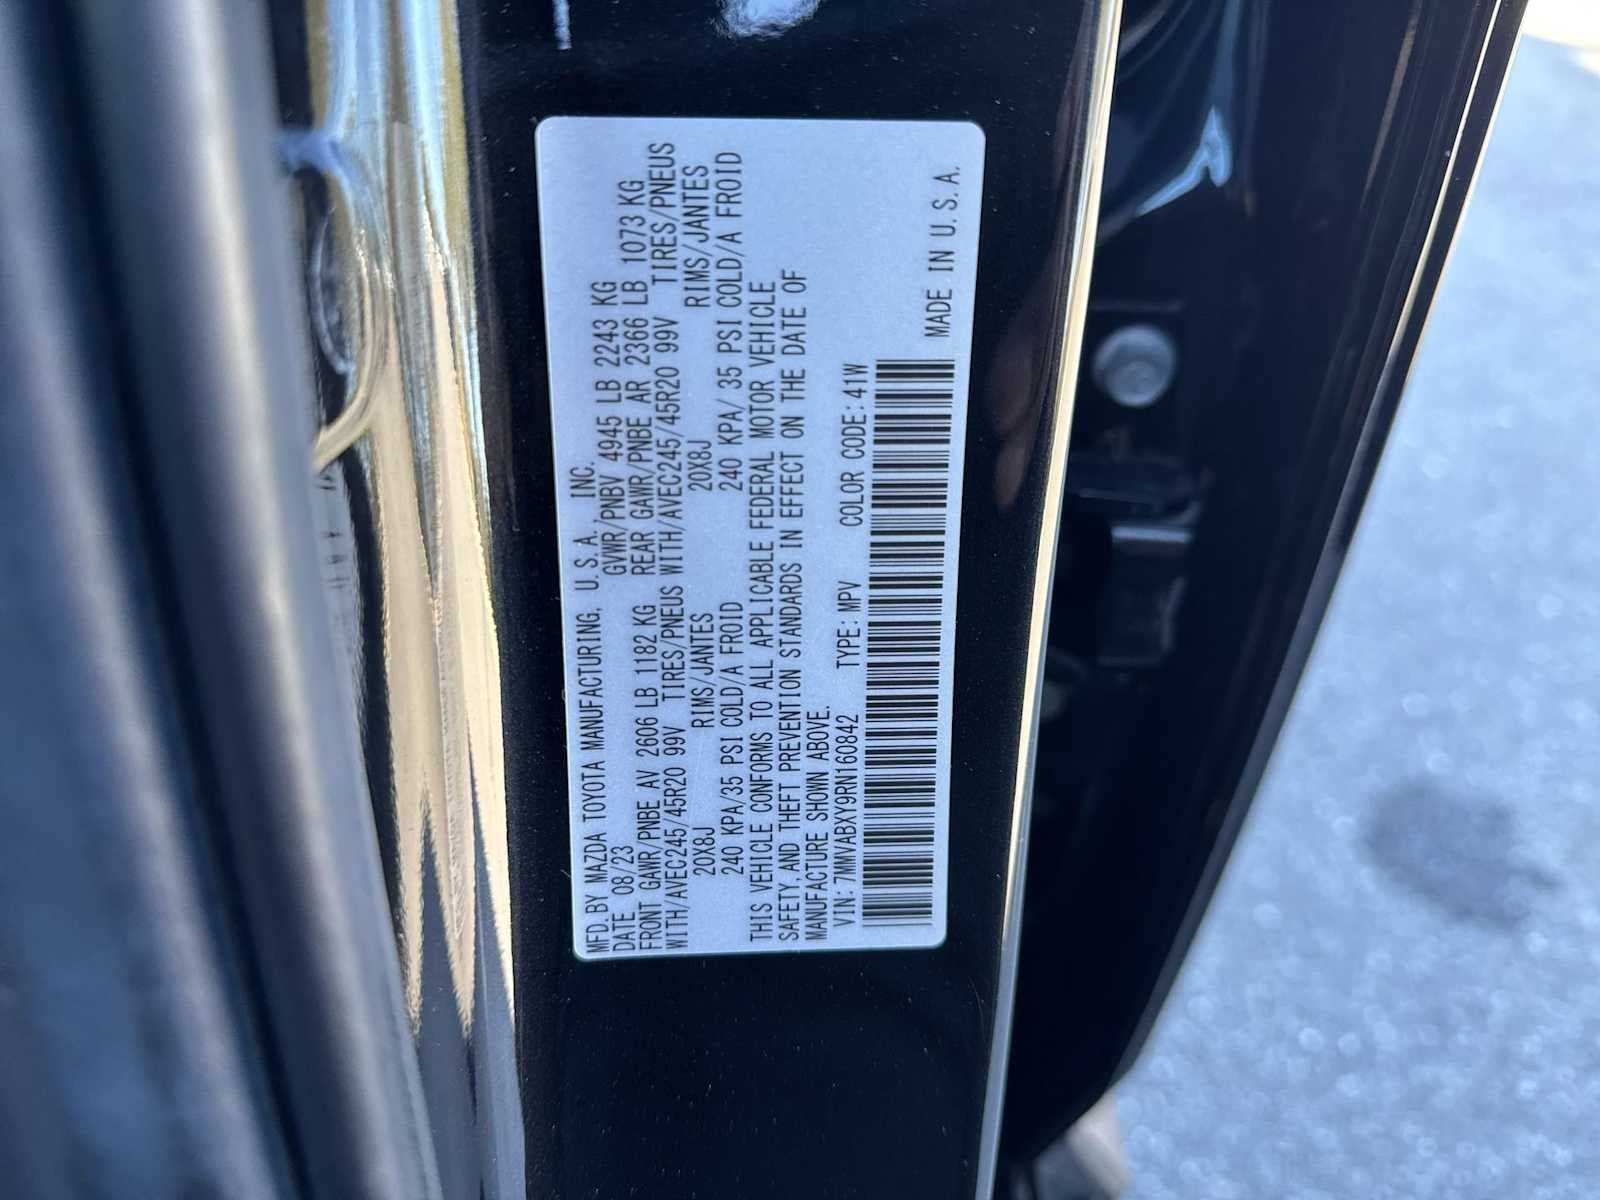 MFD. BY MAZDA TOYOTA MANUFACTURING, U.S.A. INC.
DATE 08/23 GVWR/PNBV 4945 LB 2243 KG
FRONT GAWR/PNBE AV 2606 LB 1182 KG REAR GAWR/PNBE AR 2366 LB 1073 KG
WITH/AVEC245/45R20 99V TIRES/PNEUS WITH/AVEC245/45R20 99V TIRES/PNEUS
20X8J RIMS/JANTES 20X8J RIMS/JANTES
240 KPA/35 PSI COLD/A FROID 240 KPA/ 35 PSI COLD/A FROID
THIS VEHICLE CONFORMS TO ALL APPLICABLE FEDERAL MOTOR VEHICLE
SAFETY AND THEFT PREVENTION STANDARDS IN EFFECT ON THE DATE OF
MANUFACTURE SHOWN ABOVE.
VIN: 7MMVABXY9RN160842 TYPE: MPV COLOR CODE: 41W
MADE IN U.S.A.